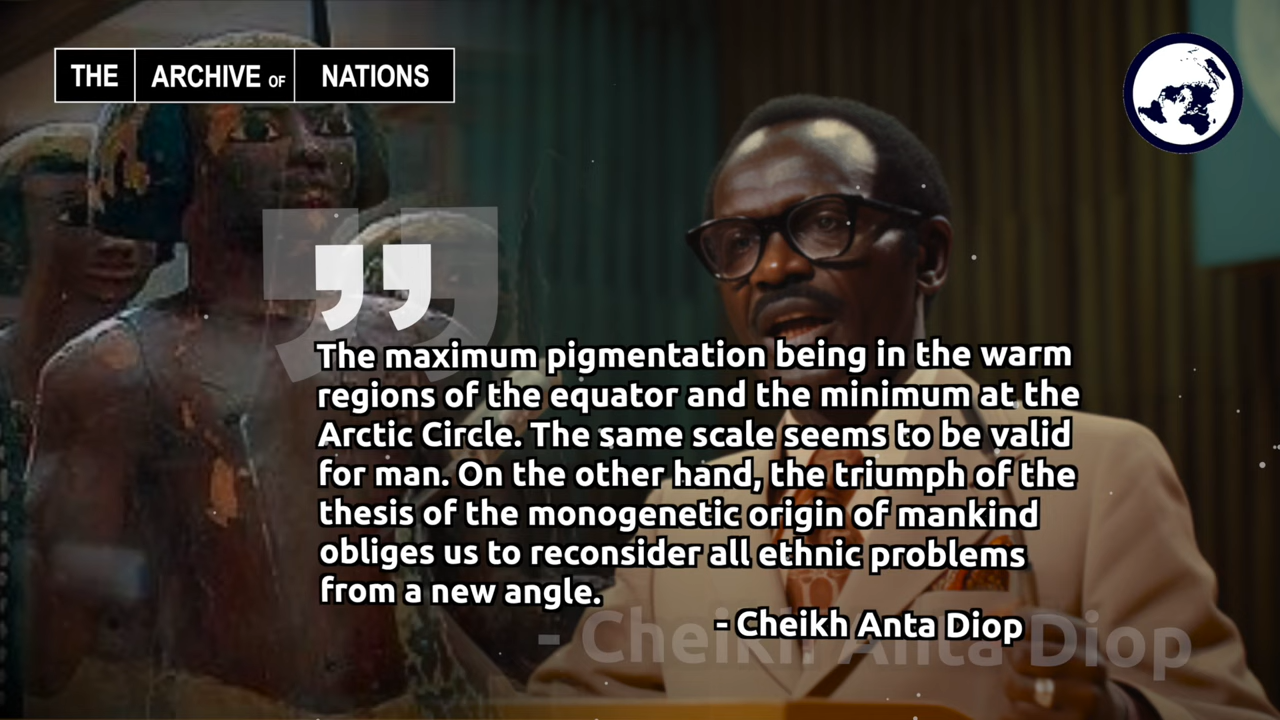 THE ARCHIVE OF NATIONS
”
The maximum pigmentation being in the warm
regions of the equator and the minimum at the
Arctic Circle. The same scale seems to be valid
for man. On the other hand, the triumph of the
thesis of the monogenetic origin of mankind
obliges us to reconsider all ethnic problems
from a new angle.
- Cheikh Anta Diop
- Cheikh Anta Diop